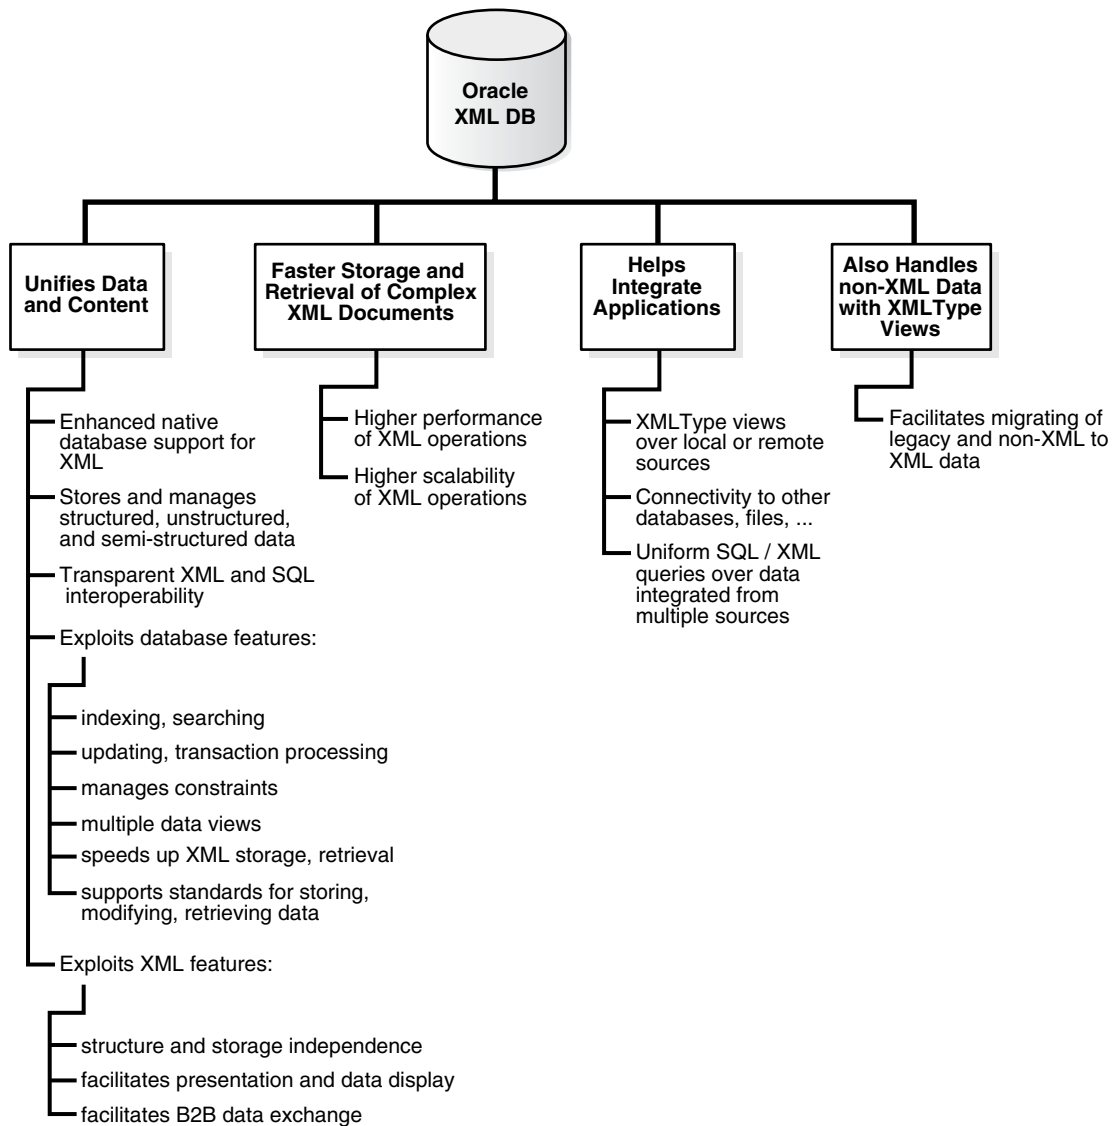 Oracle
XML DB
Unifies Data
and Content
Faster Storage and
Retrieval of Complex
XML Documents
Helps
Integrate
Applications
Also Handles
non-XML Data
with XMLType
Views
Enhanced native
database support for
XML
Stores and manages
structured, unstructured,
and semi-structured data
Transparent XML and SQL
interoperability
Exploits database features:
indexing, searching
updating, transaction processing
manages constraints
multiple data views
speeds up XML storage, retrieval
supports standards for storing,
modifying, retrieving data
Exploits XML features:
structure and storage independence
facilitates presentation and data display
facilitates B2B data exchange
Higher performance
of XML operations
Higher scalability
of XML operations
XMLType views
over local or remote
sources
Connectivity to other
databases, files, ...
Uniform SQL / XML
queries over data
integrated from
multiple sources
Facilitates migrating of
legacy and non-XML to
XML data